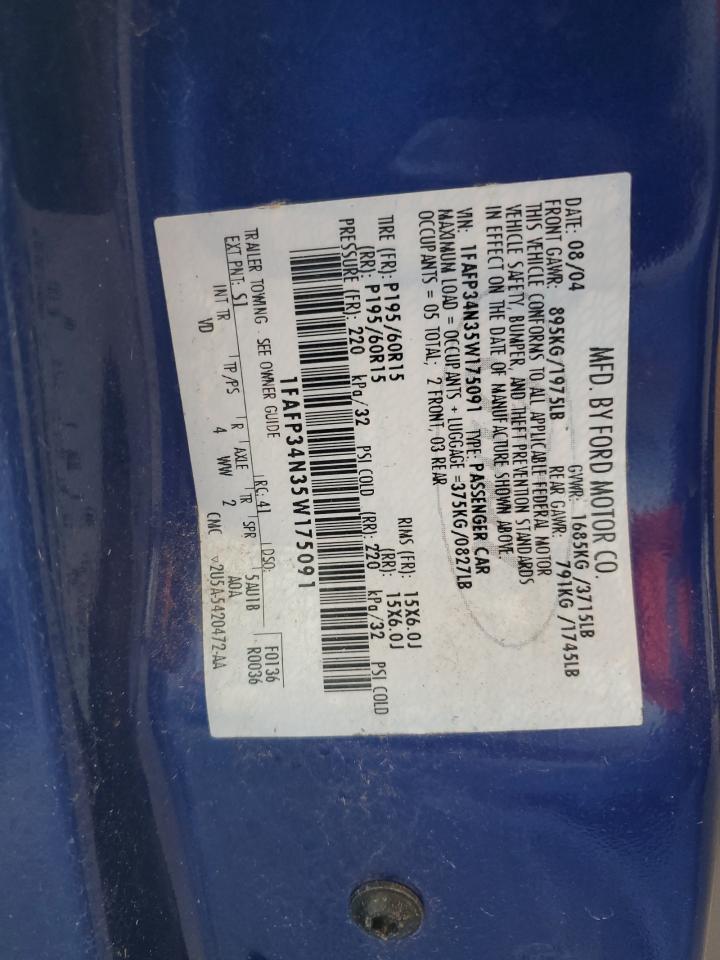 MFD. BY FORD MOTOR CO.
DATE: 08/04 GVWR: 1685KG /3715LB
FRONT GAWR: 895KG/1975LB REAR GAWR: 791KG /1745LB
THIS VEHICLE CONFORMS TO ALL APPLICABLE FEDERAL MOTOR
VEHICLE SAFETY, BUMPER, AND THEFT PREVENTION STANDARDS
IN EFFECT ON THE DATE OF MANUFACTURE SHOWN ABOVE.
VIN: 1FAFP34N35W175091 TYPE: PASSENGER CAR
MAXIMUM LOAD = OCCUPANTS + LUGGAGE =375KG/0827LB
OCCUPANTS = 05 TOTAL; 2 FRONT, 03 REAR
TIRE (FR): P195/60R15 RIMS (FR): 15X6.0J
(RR): P195/60R15 (RR): 15X6.0J
PRESSURE (FR): 220 kPa/32 PSI COLD (RR): 220 kPa/32 PSI COLD
1FAFP34N35W175091
TRAILER TOWING - SEE OWNER GUIDE
EXT PNT: S1 RC: 41 DSO: F0136
R0036
INT TR TP/PS R AXLE TR SPR 5AU1B
VD 4 WW 2 AOA
CMC ▽2U5A-5420472-AA